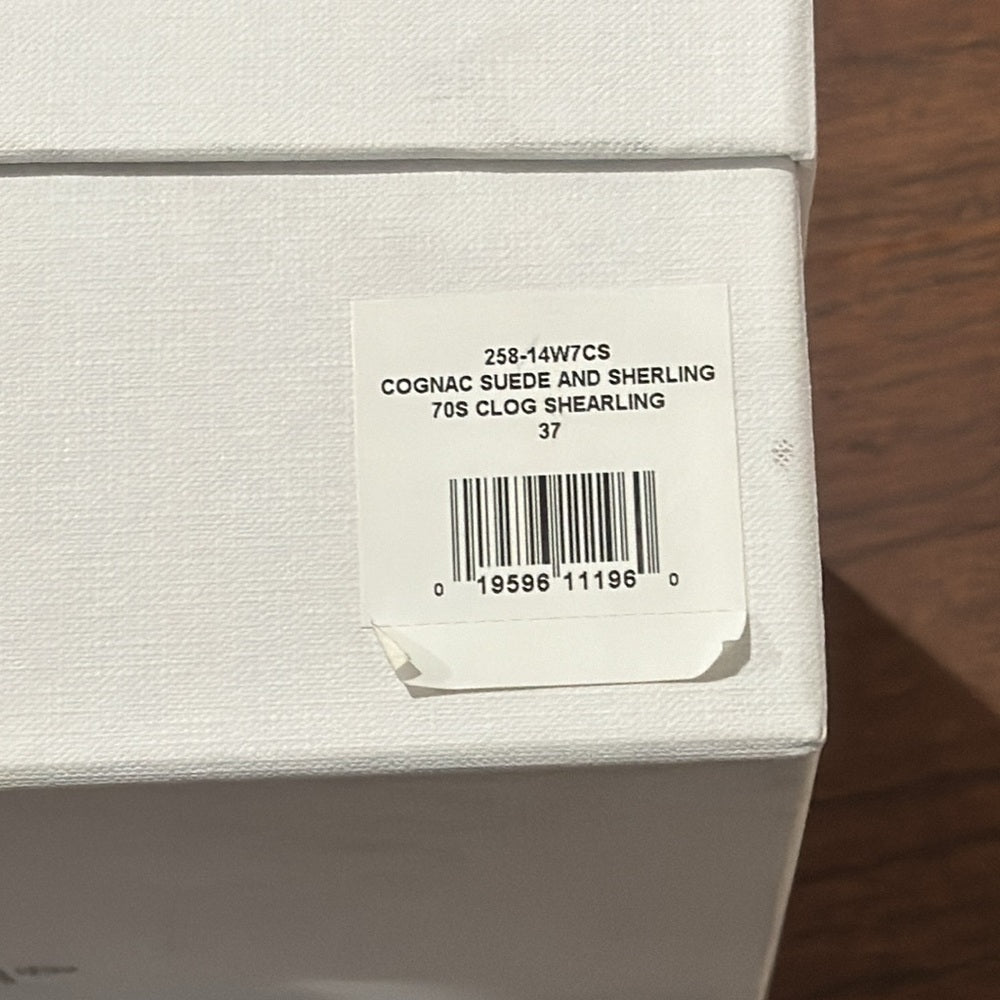 258-14W7CS
COGNAC SUEDE AND SHERLING
70S CLOG SHEARLING
37
0 19596 11196 0